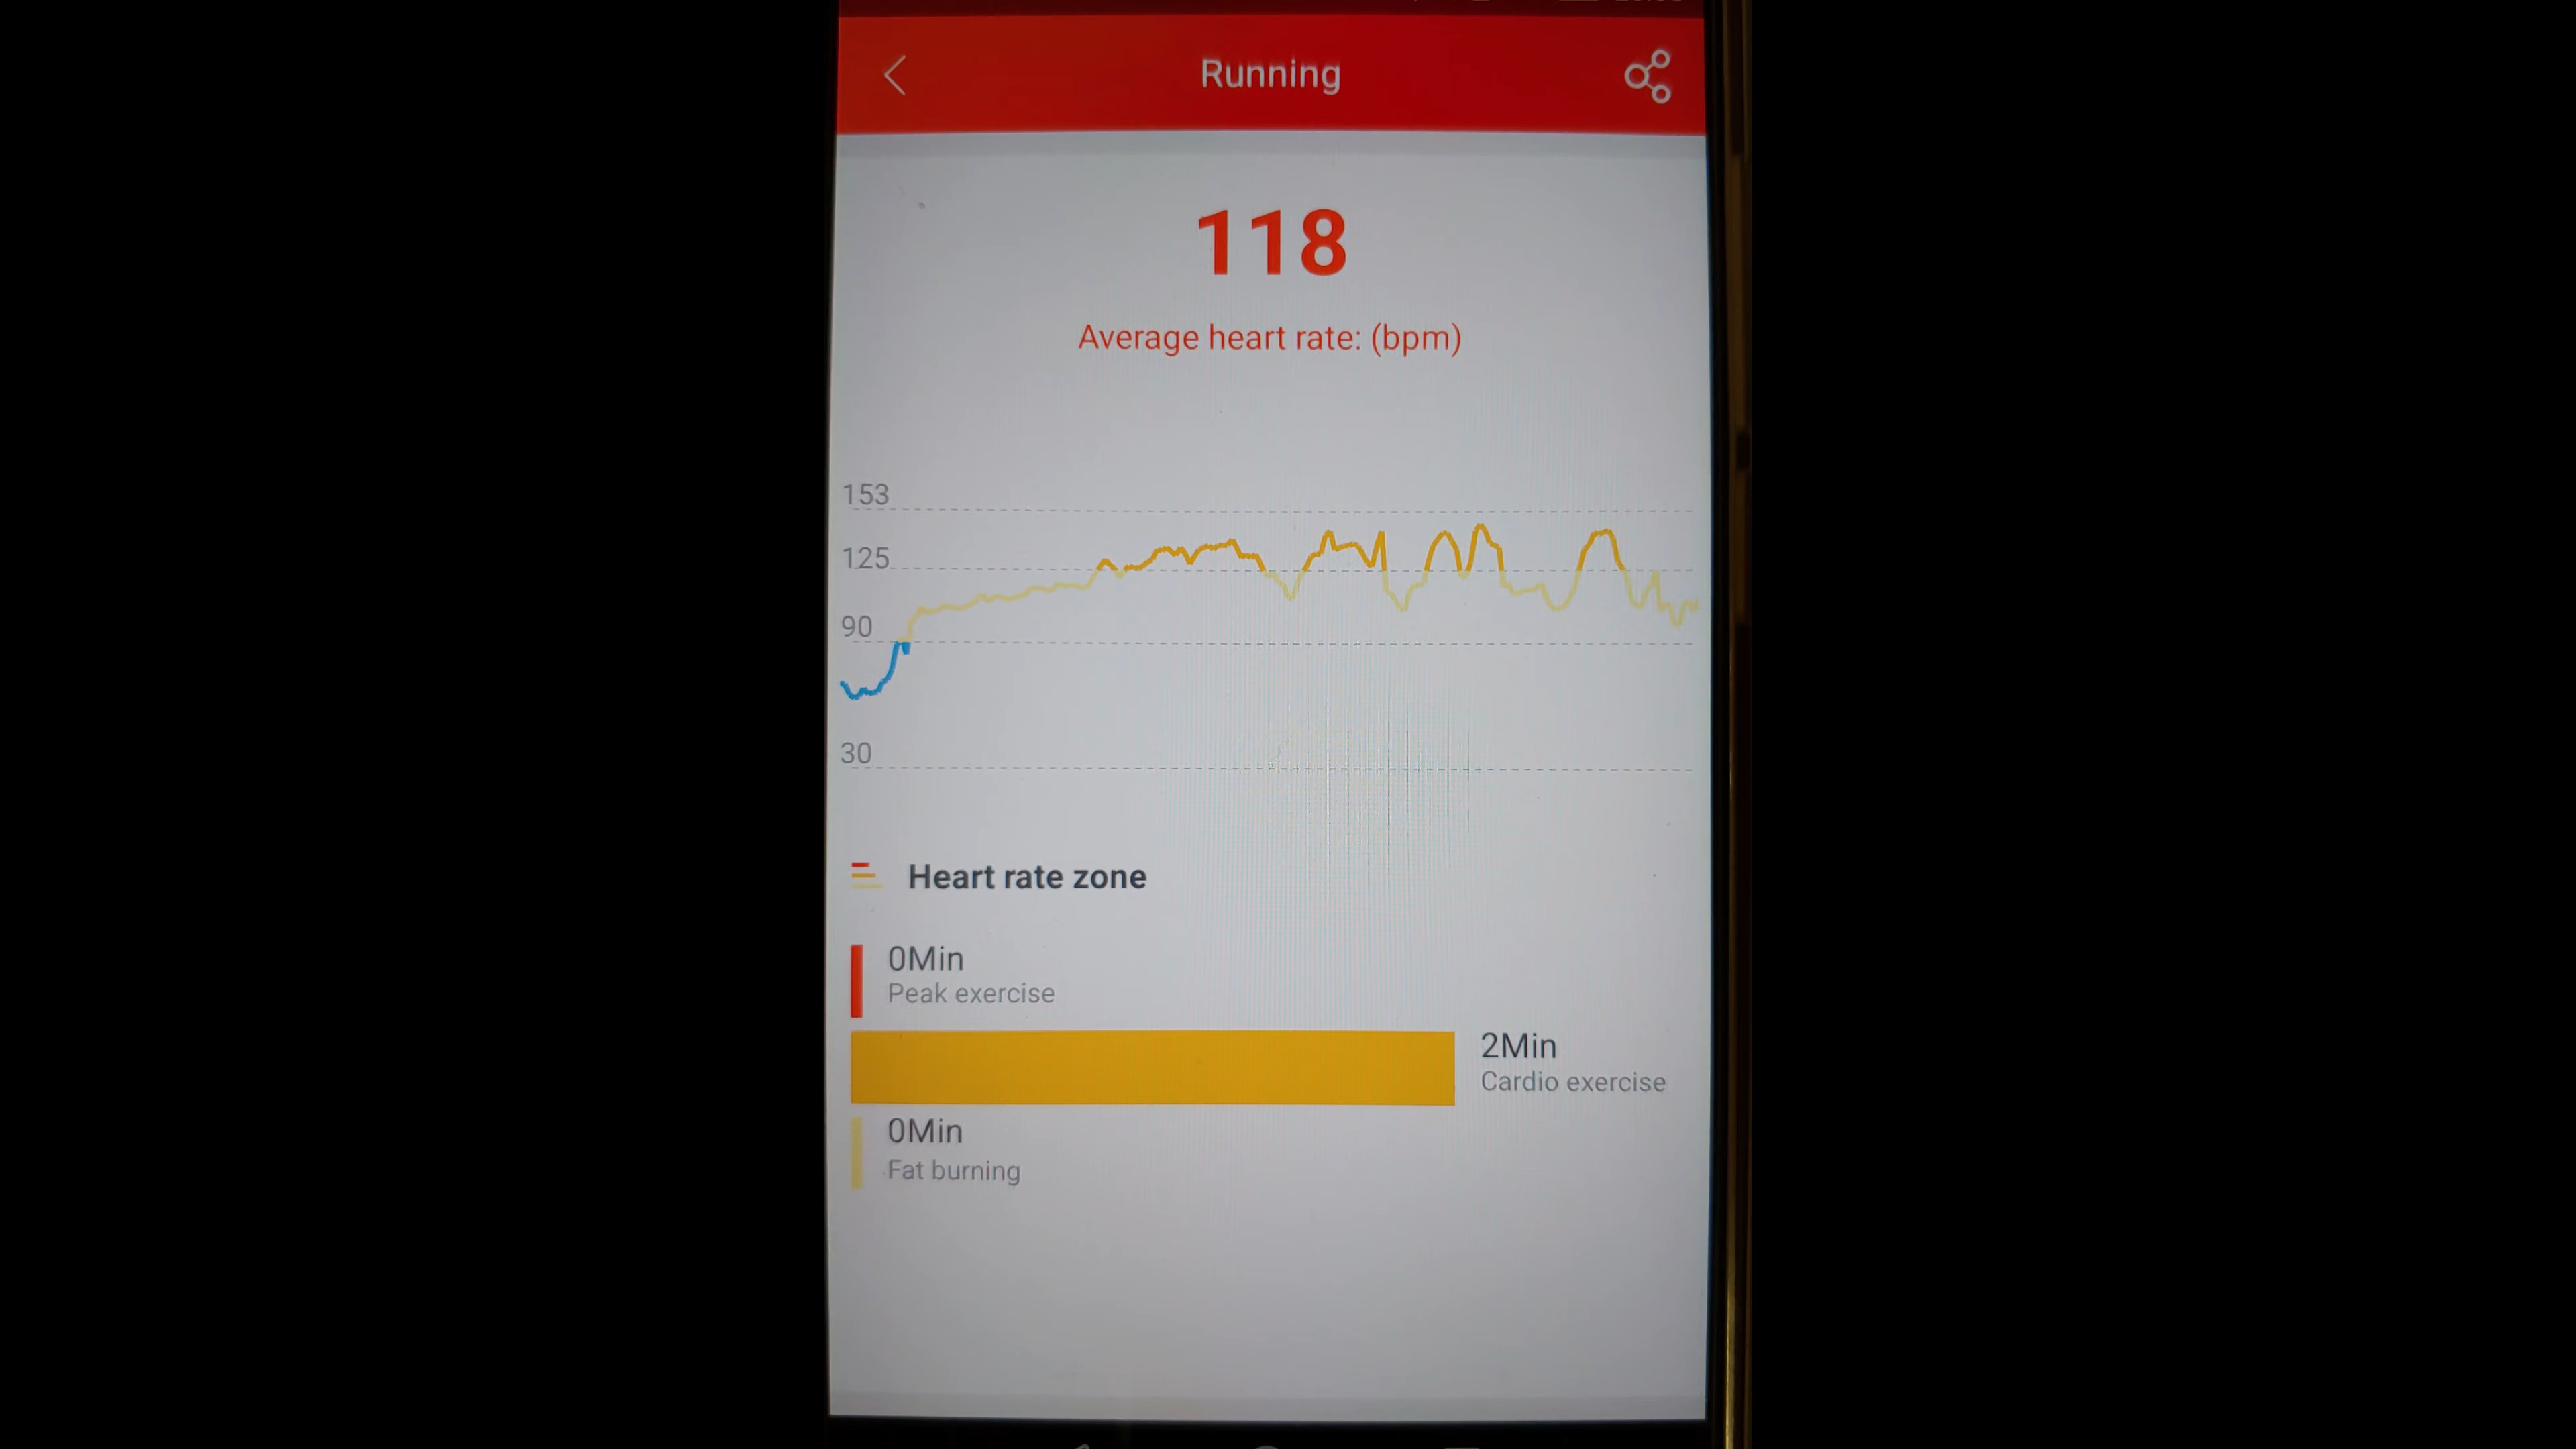 Running
118
Average heart rate: (bpm)
153
125
90
30
Heart rate zone
0Min
Peak exercise
2Min
Cardio exercise
0Min
Fat burning